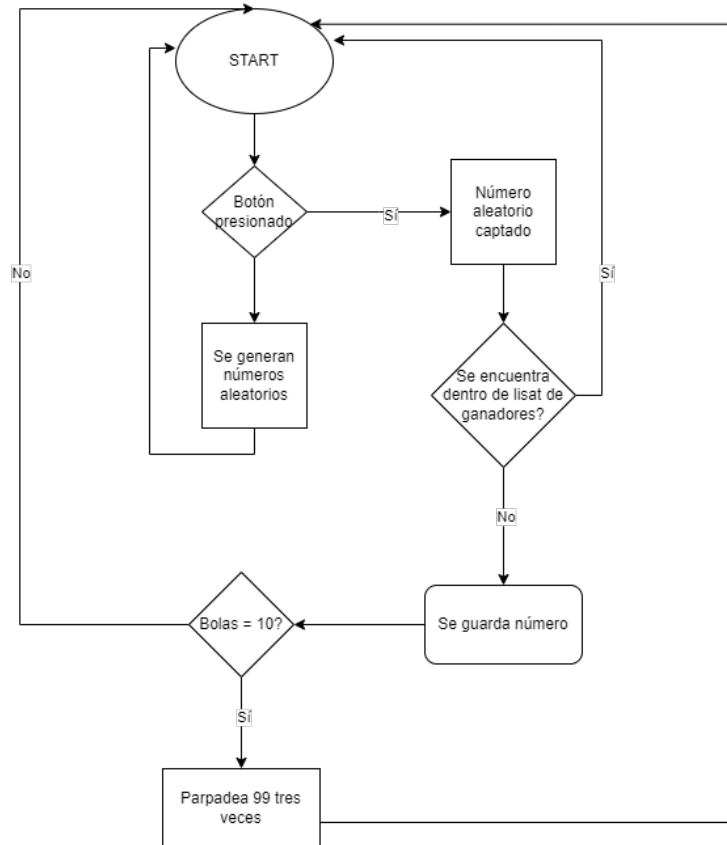 START
Botón
presionado
Sí
Número
aleatorio
captado
No
Sí
Se generan
números
aleatorios
Se encuentra
dentro de lisat de
ganadores?
No
Bolas = 10?
Se guarda número
Sí
Parpadea 99 tres
veces